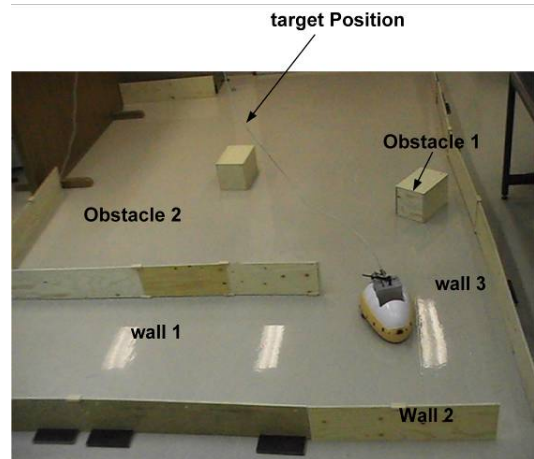 target Position
Obstacle 1
Obstacle 2
wall 3
wall 1
Wall 2